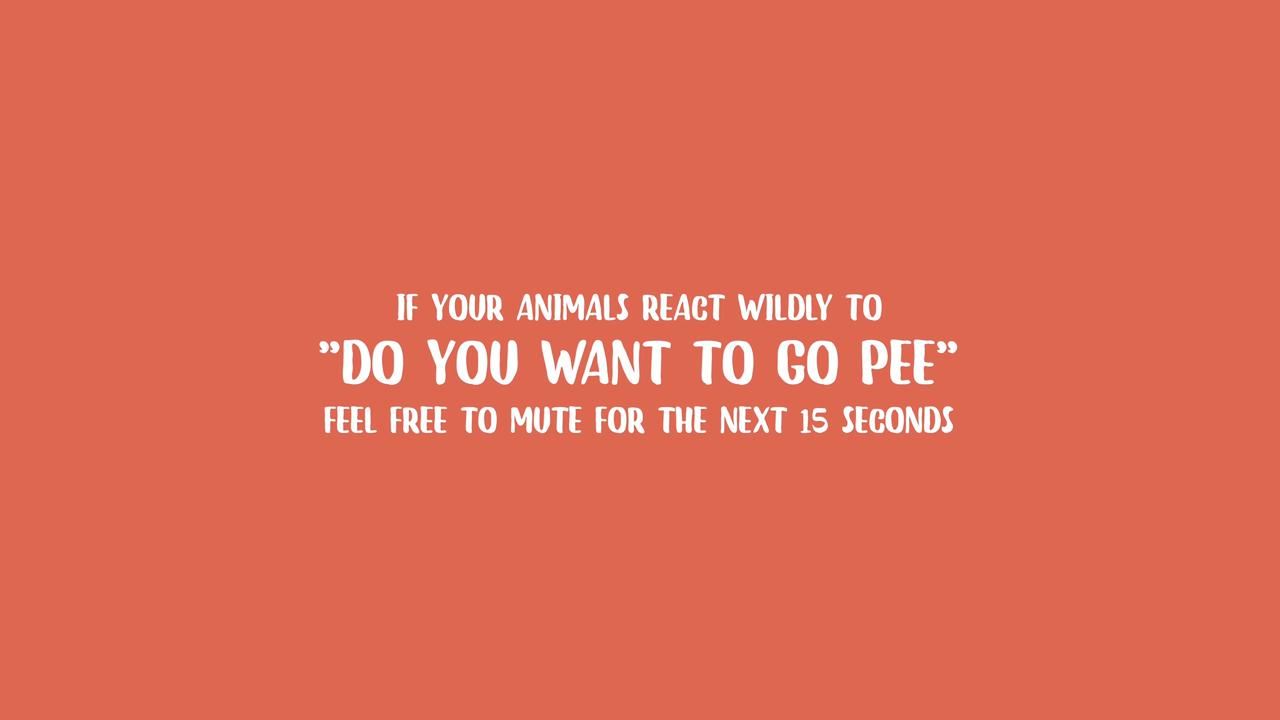 IF YOUR ANIMALS REACT WILDLY TO
”DO YOU WANT TO GO PEE”
FEEL FREE TO MUTE FOR THE NEXT 15 SECONDS